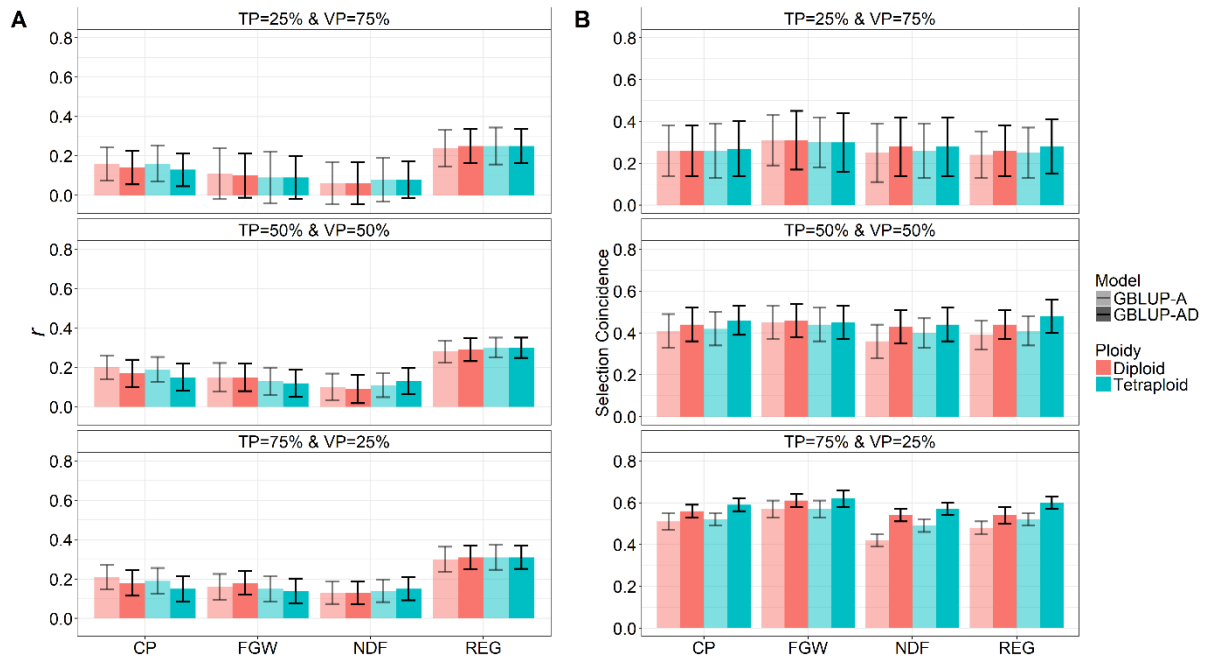 A
TP=25% & VP=75%
0.8
0.6
0.4
0.2
0.0
TP=50% & VP=50%
0.8
0.6
0.4
0.2
0.0
TP=75% & VP=25%
0.8
0.6
0.4
0.2
0.0
r
CP FGW NDF REG
B
TP=25% & VP=75%
0.8
0.6
0.4
0.2
0.0
TP=50% & VP=50%
0.8
0.6
0.4
0.2
0.0
TP=75% & VP=25%
0.8
0.6
0.4
0.2
0.0
Selection Coincidence
CP FGW NDF REG
Model
GBLUP-A
GBLUP-AD
Ploidy
Diploid
Tetraploid